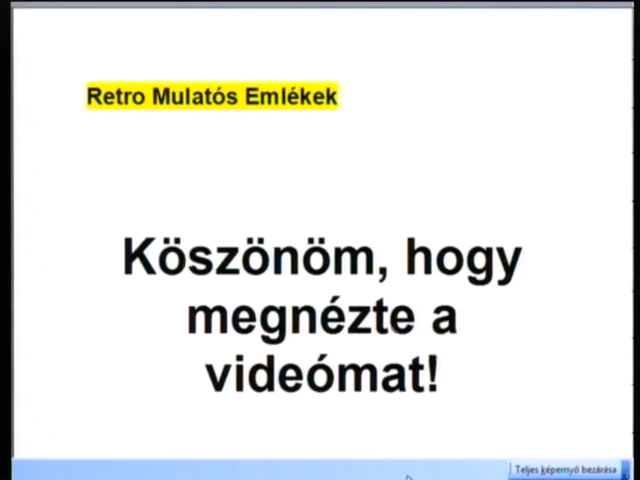 Retro Mulatós Emlékek
Köszönöm, hogy
megnézte a
videómat!
Teljes képernyő bezárása